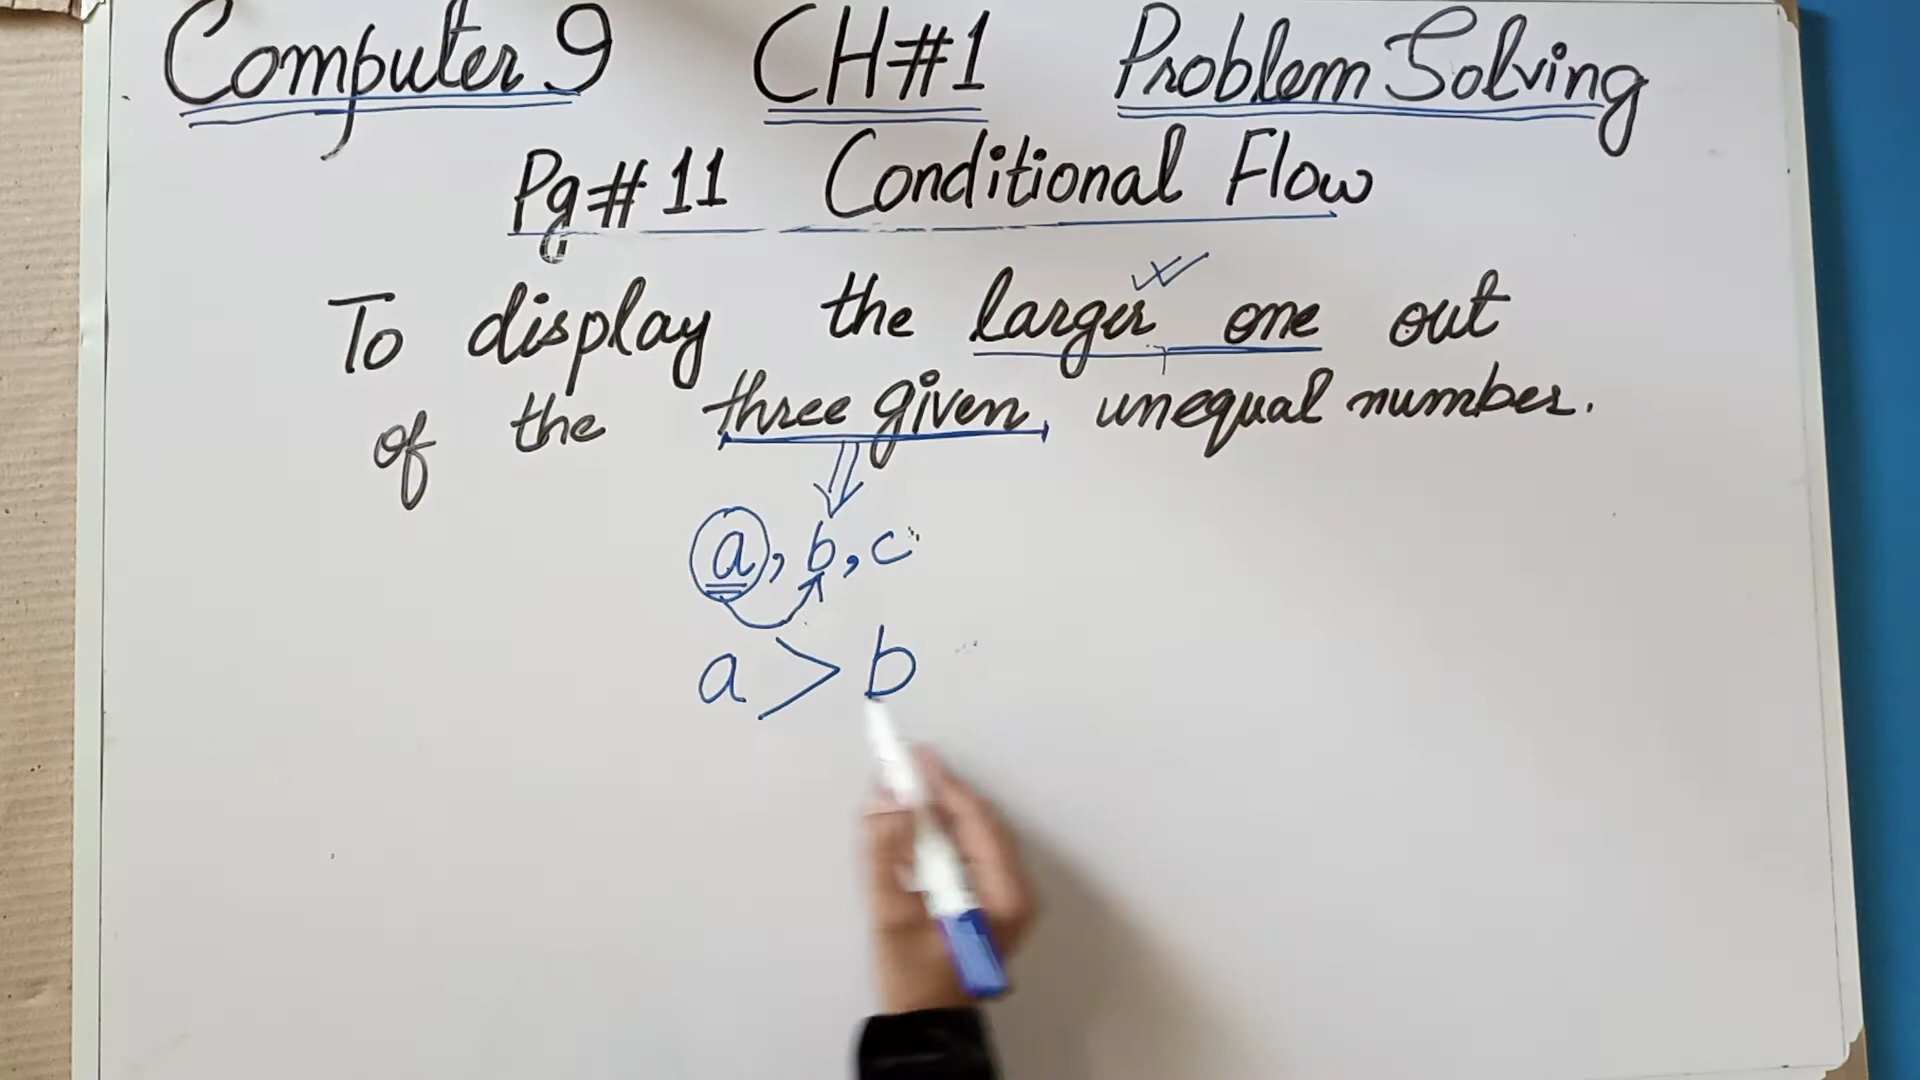 Computer 9 CH#1 Problem Solving
Pg# 11 Conditional Flow
To display the larger one out
of the three given, unequal number.
a, b, c
a > b